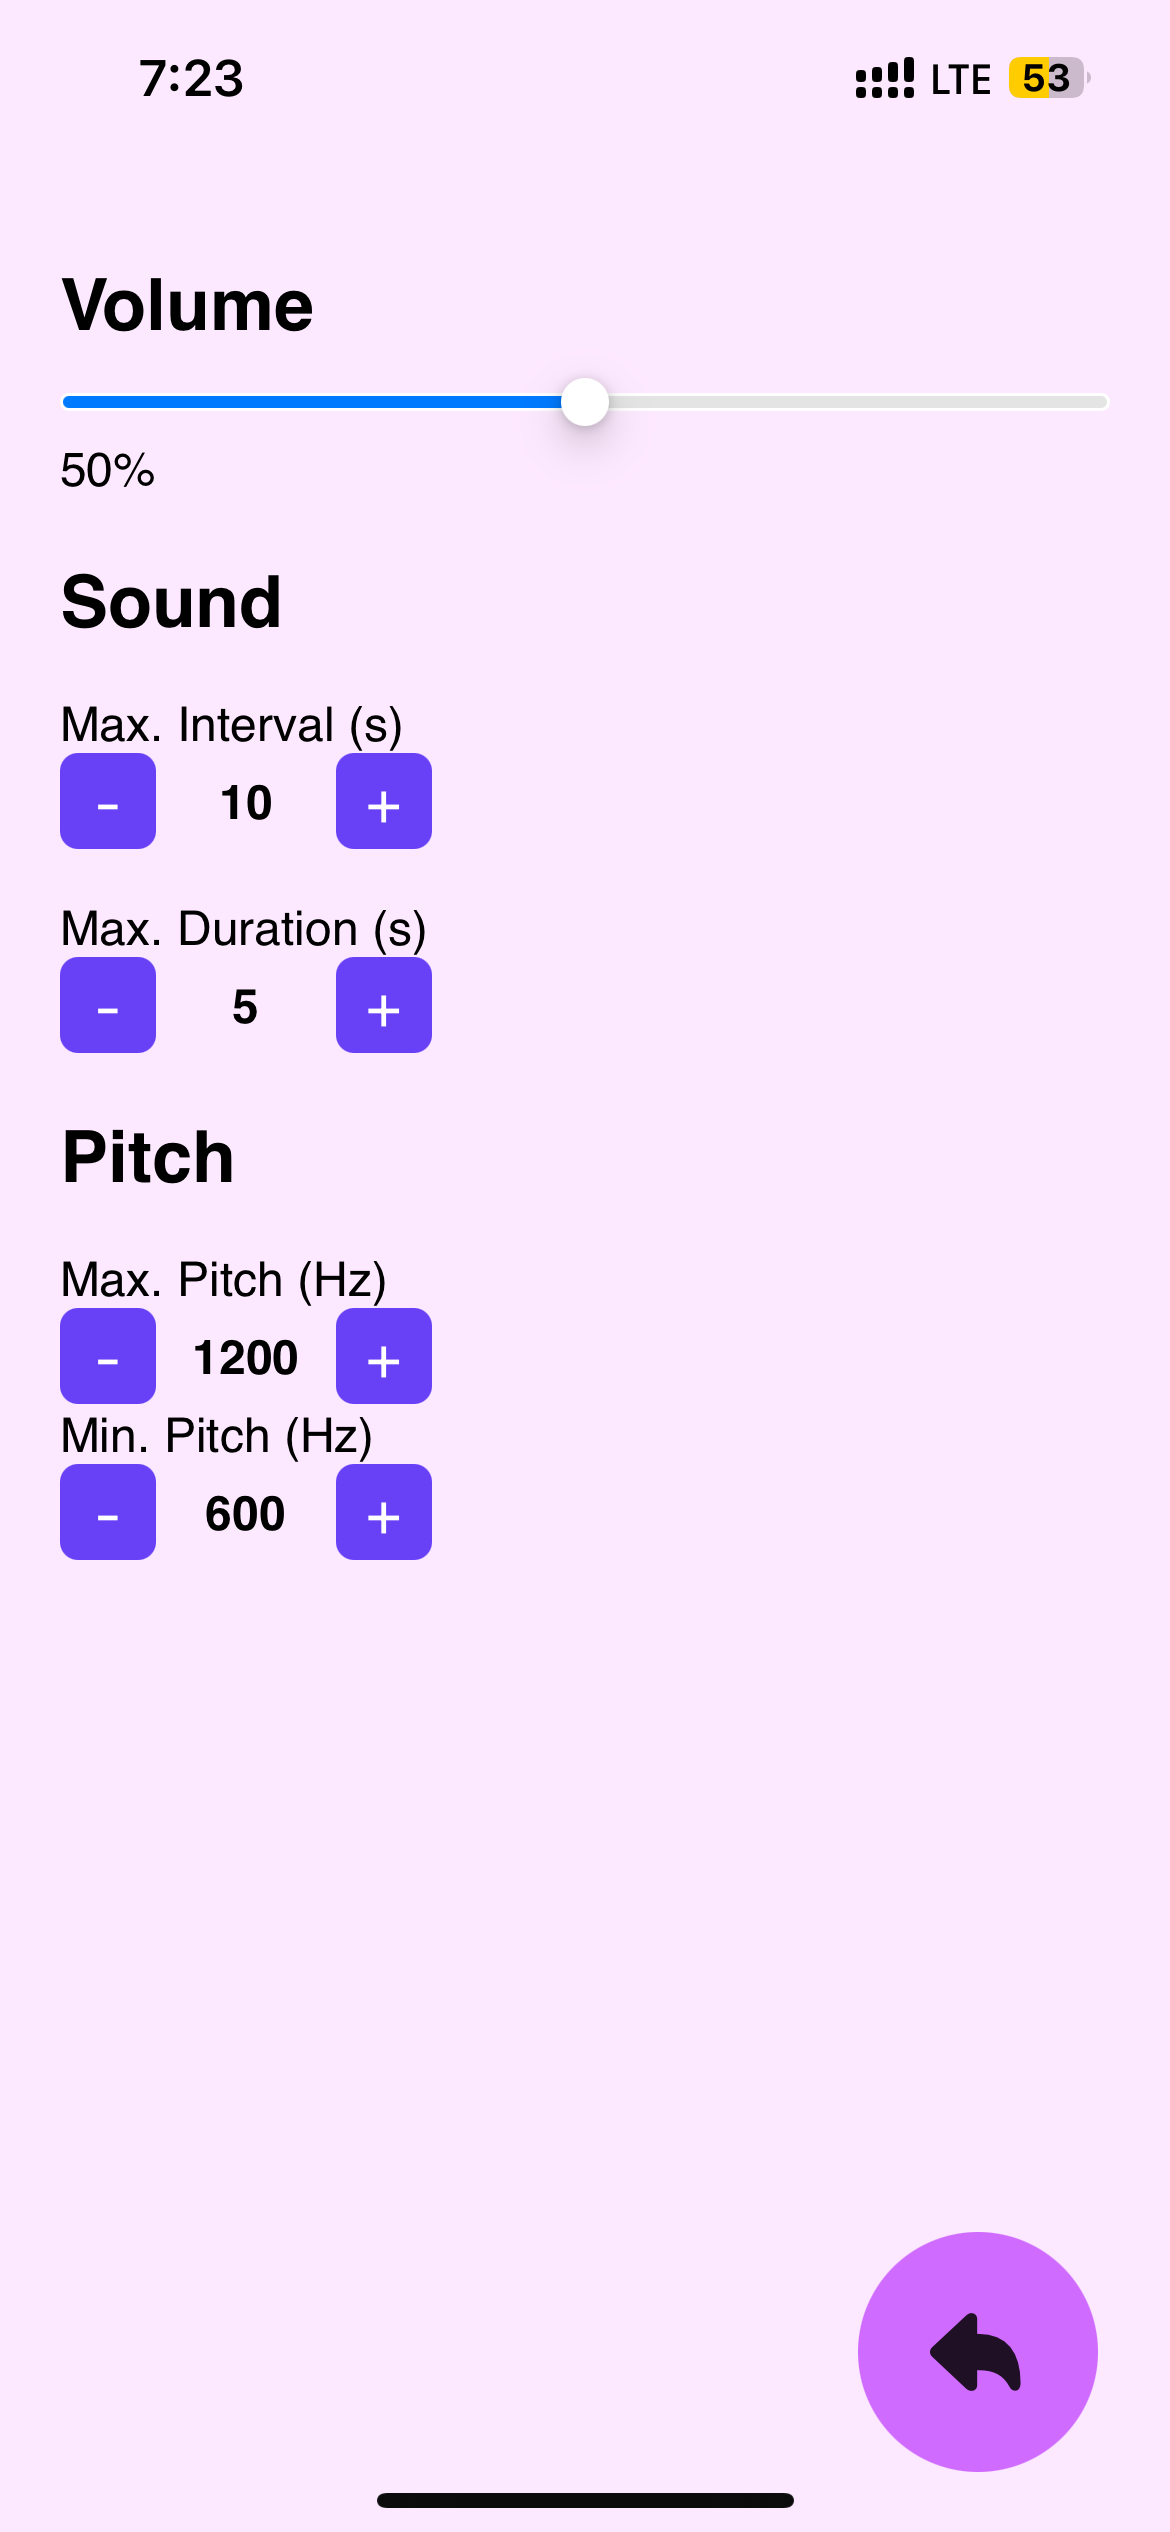 7:23 LTE 53
Volume
50%
Sound
Max. Interval (s)
- 10 +
Max. Duration (s)
- 5 +
Pitch
Max. Pitch (Hz)
- 1200 +
Min. Pitch (Hz)
- 600 +